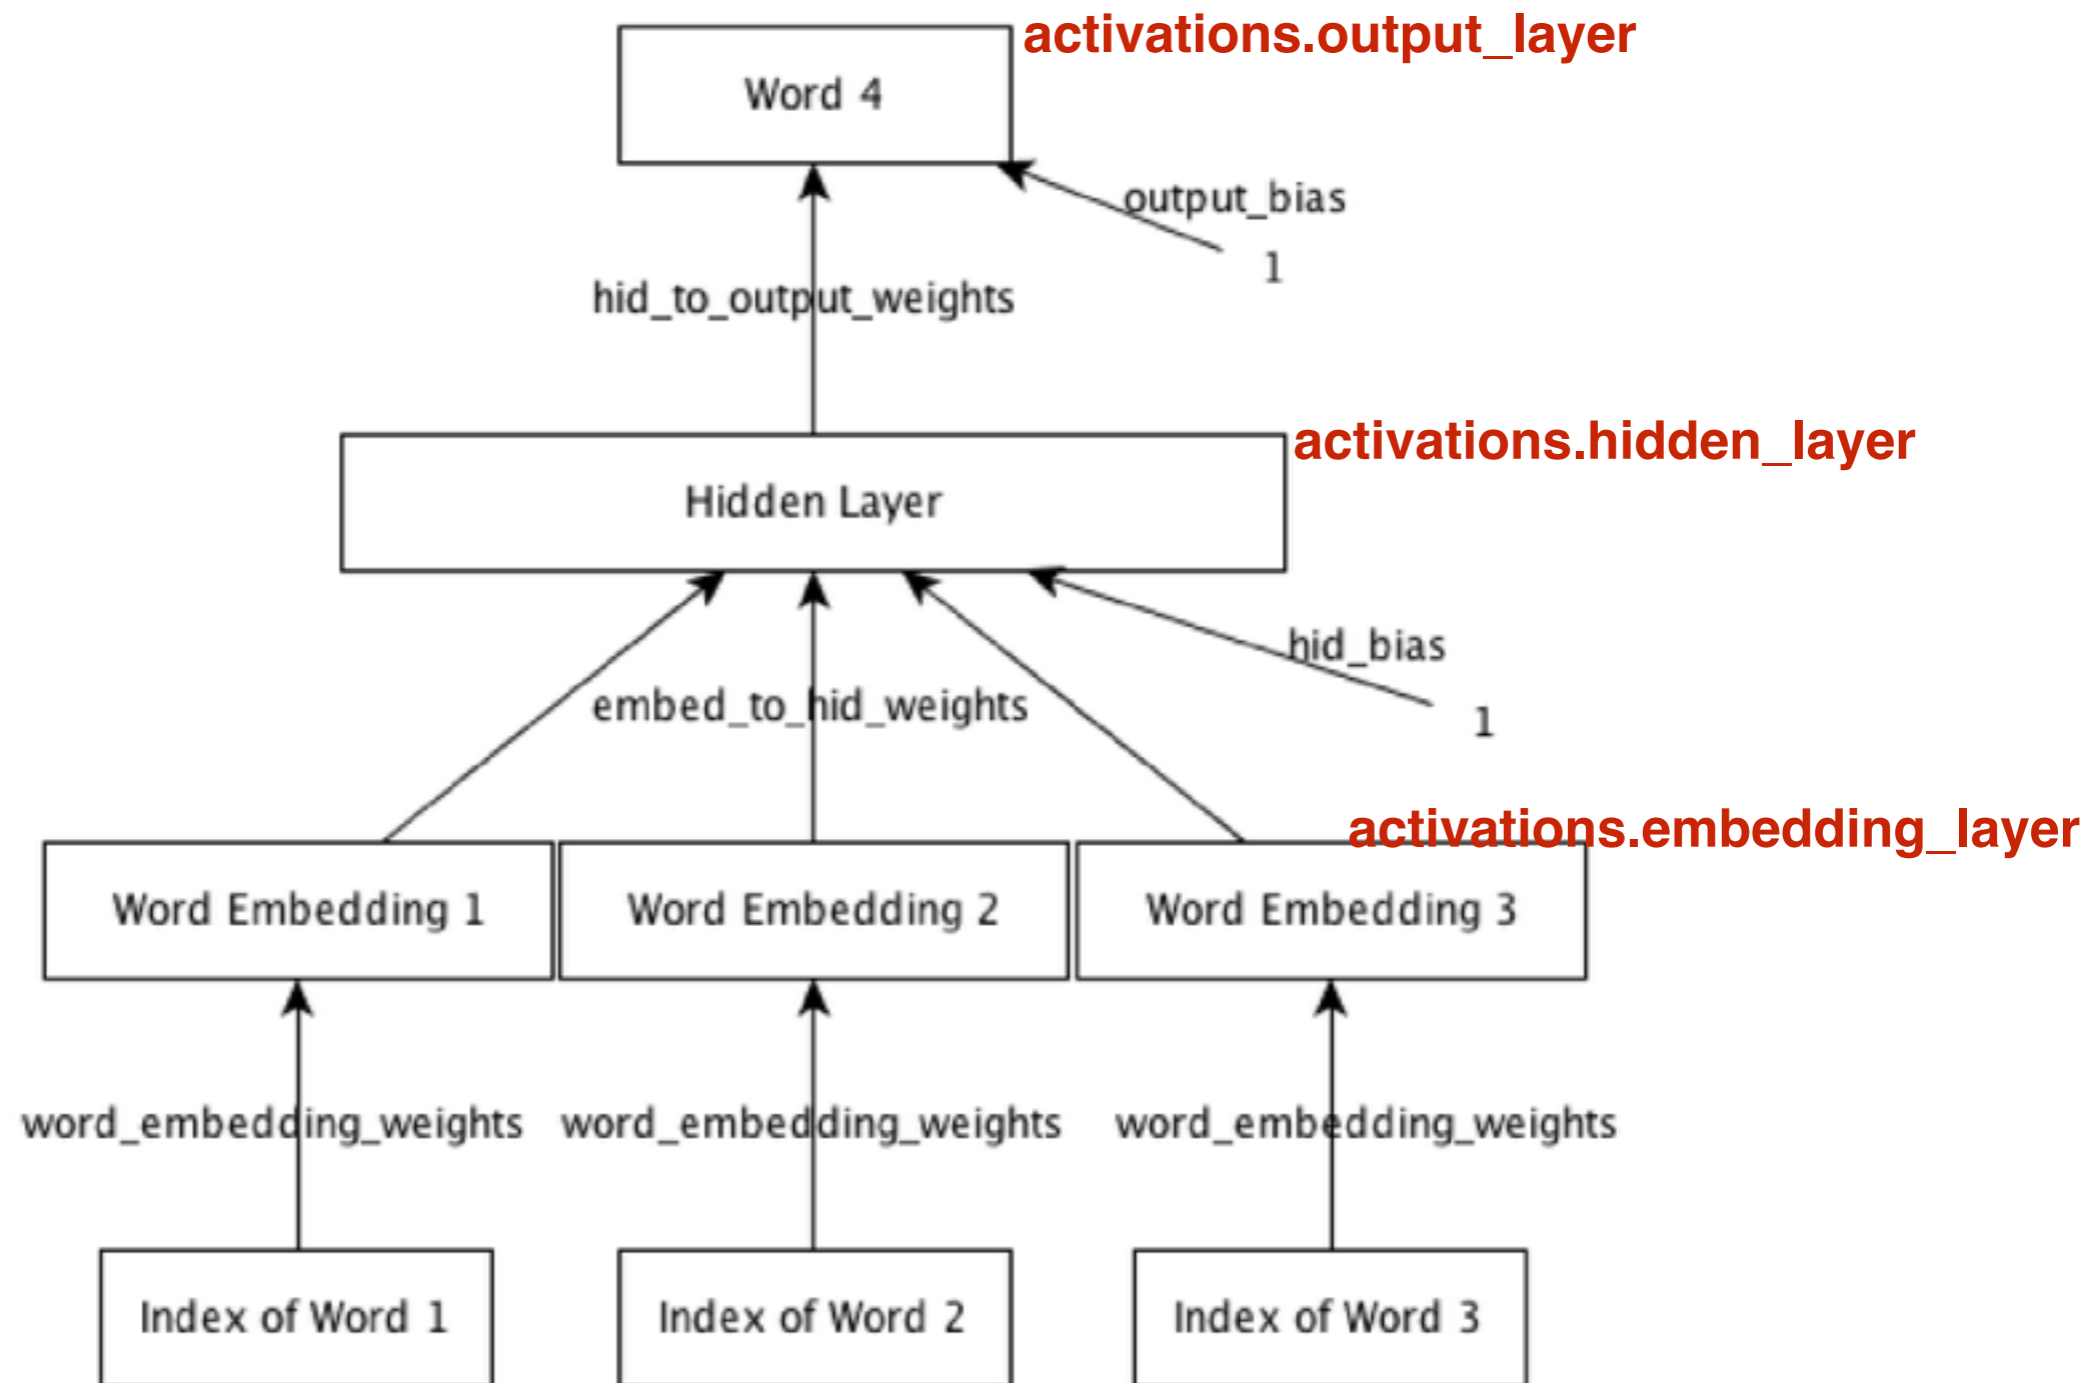 activations.output_layer
Word 4
output_bias
1
hid_to_output_weights
activations.hidden_layer
Hidden Layer
hid_bias
embed_to_hid_weights
1
activations.embedding_layer
Word Embedding 1
Word Embedding 2
Word Embedding 3
word_embedding_weights
word_embedding_weights
word_embedding_weights
Index of Word 1
Index of Word 2
Index of Word 3